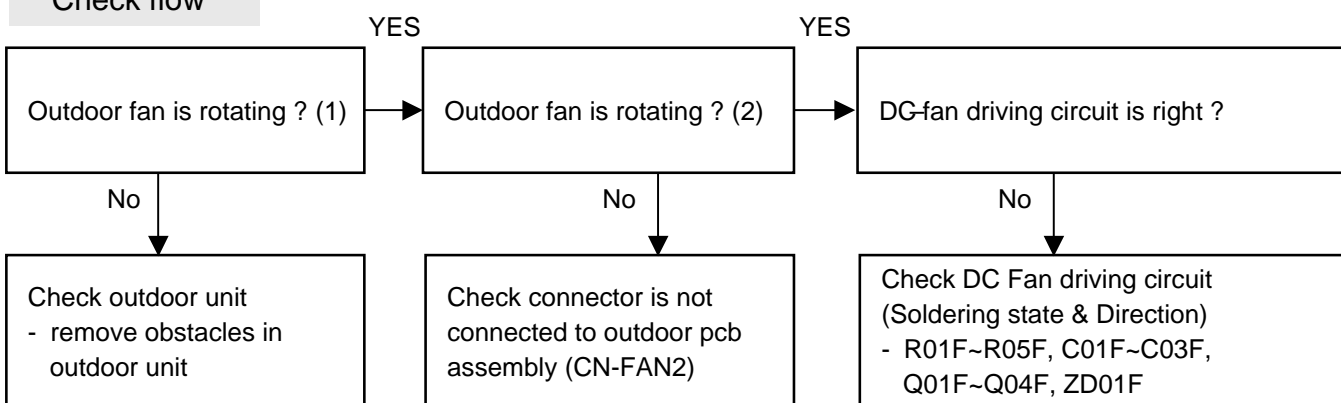 Check flow
YES
YES
Outdoor fan is rotating ? (1)
Outdoor fan is rotating ? (2)
DC-fan driving circuit is right ?
No
No
No
Check outdoor unit
- remove obstacles in
outdoor unit
Check connector is not
connected to outdoor pcb
assembly (CN-FAN2)
Check DC Fan driving circuit
(Soldering state & Direction)
- R01F~R05F, C01F~C03F,
Q01F~Q04F, ZD01F